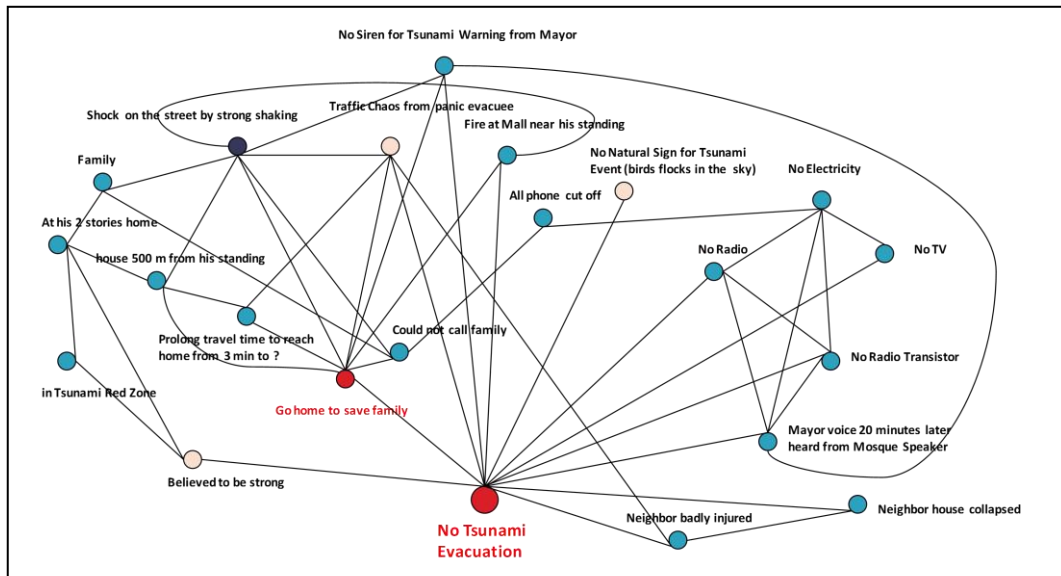 No Siren for Tsunami Warning from Mayor
Shock on the street by strong shaking
Traffic Chaos from panic evacuee
Fire at Mall near his standing
No Natural Sign for Tsunami
Event (birds flocks in the sky)
Family
No Electricity
All phone cut off
At his 2 stories home
No Radio
No TV
house 500 m from his standing
Could not call family
Prolong travel time to reach
home from 3 min to ?
No Radio Transistor
in Tsunami Red Zone
Go home to save family
Mayor voice 20 minutes later
heard from Mosque Speaker
Believed to be strong
Neighbor house collapsed
Neighbor badly injured
No Tsunami
Evacuation